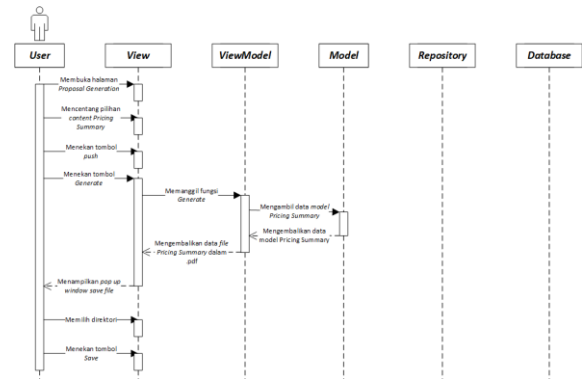 User
View
ViewModel
Model
Repository
Database
Membuka halaman
Proposal Generation
Mencentang pilihan
content Pricing
Summary
Menekan tombol
push
Menekan tombol
Generate
Memanggil fungsi
Generate
Mengambil data model
Pricing Summary
Mengembalikan data
model Pricing Summary
Mengembalikan data file
Pricing Summary dalam
.pdf
Menampilkan pop up
window save file
Memilih direktori
Menekan tombol
Save